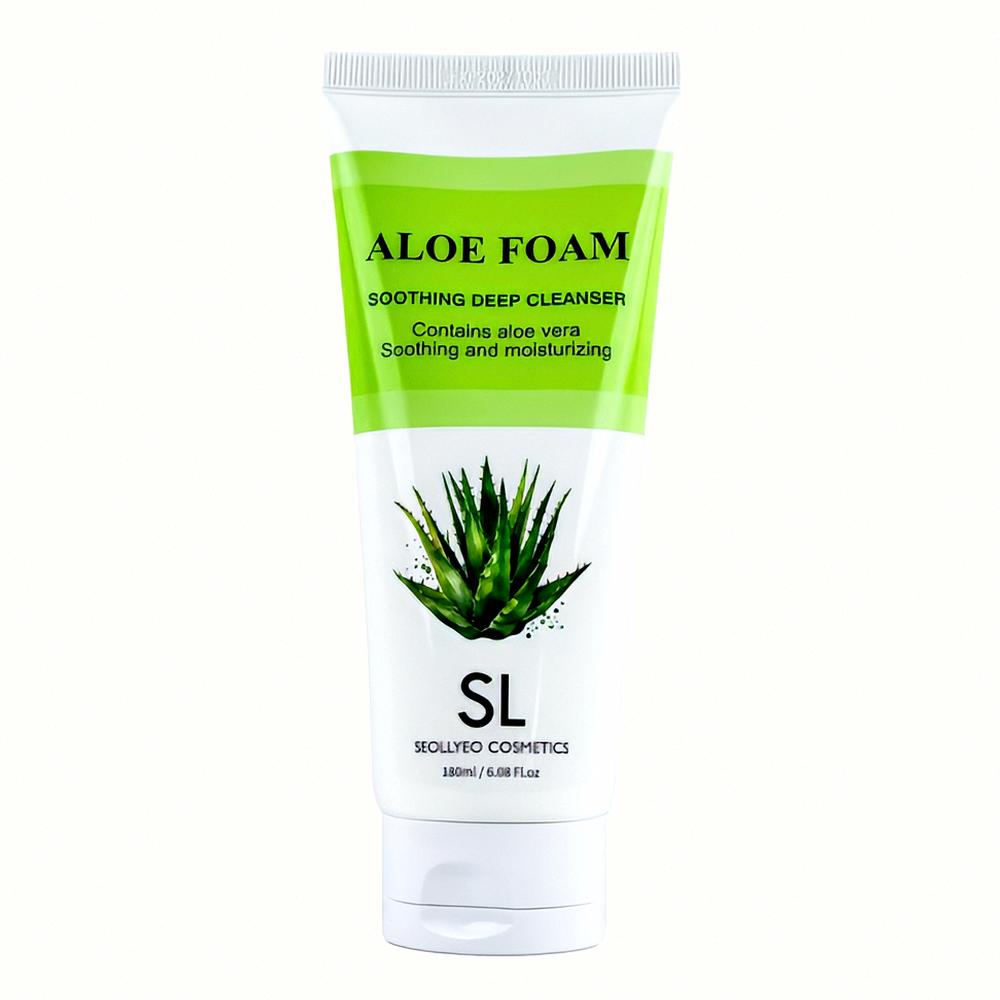 ALOE FOAM
SOOTHING DEEP CLEANSER
Contains aloe vera
Soothing and moisturizing
SL
SEOLLYEO COSMETICS
180ml / 6.08 Fl.oz